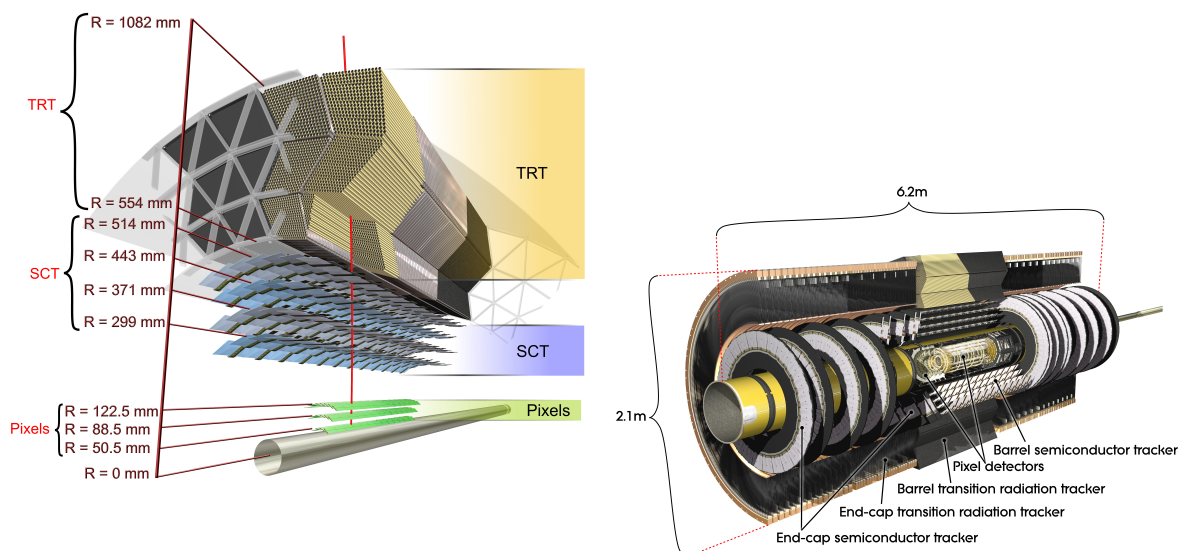 R = 1082 mm
TRT
R = 554 mm
R = 514 mm
R = 443 mm
SCT
R = 371 mm
R = 299 mm
TRT
SCT
Pixels
R = 122.5 mm
R = 88.5 mm
Pixels
R = 50.5 mm
R = 0 mm
6.2m
2.1m
Barrel semiconductor tracker
Pixel detectors
Barrel transition radiation tracker
End-cap transition radiation tracker
End-cap semiconductor tracker